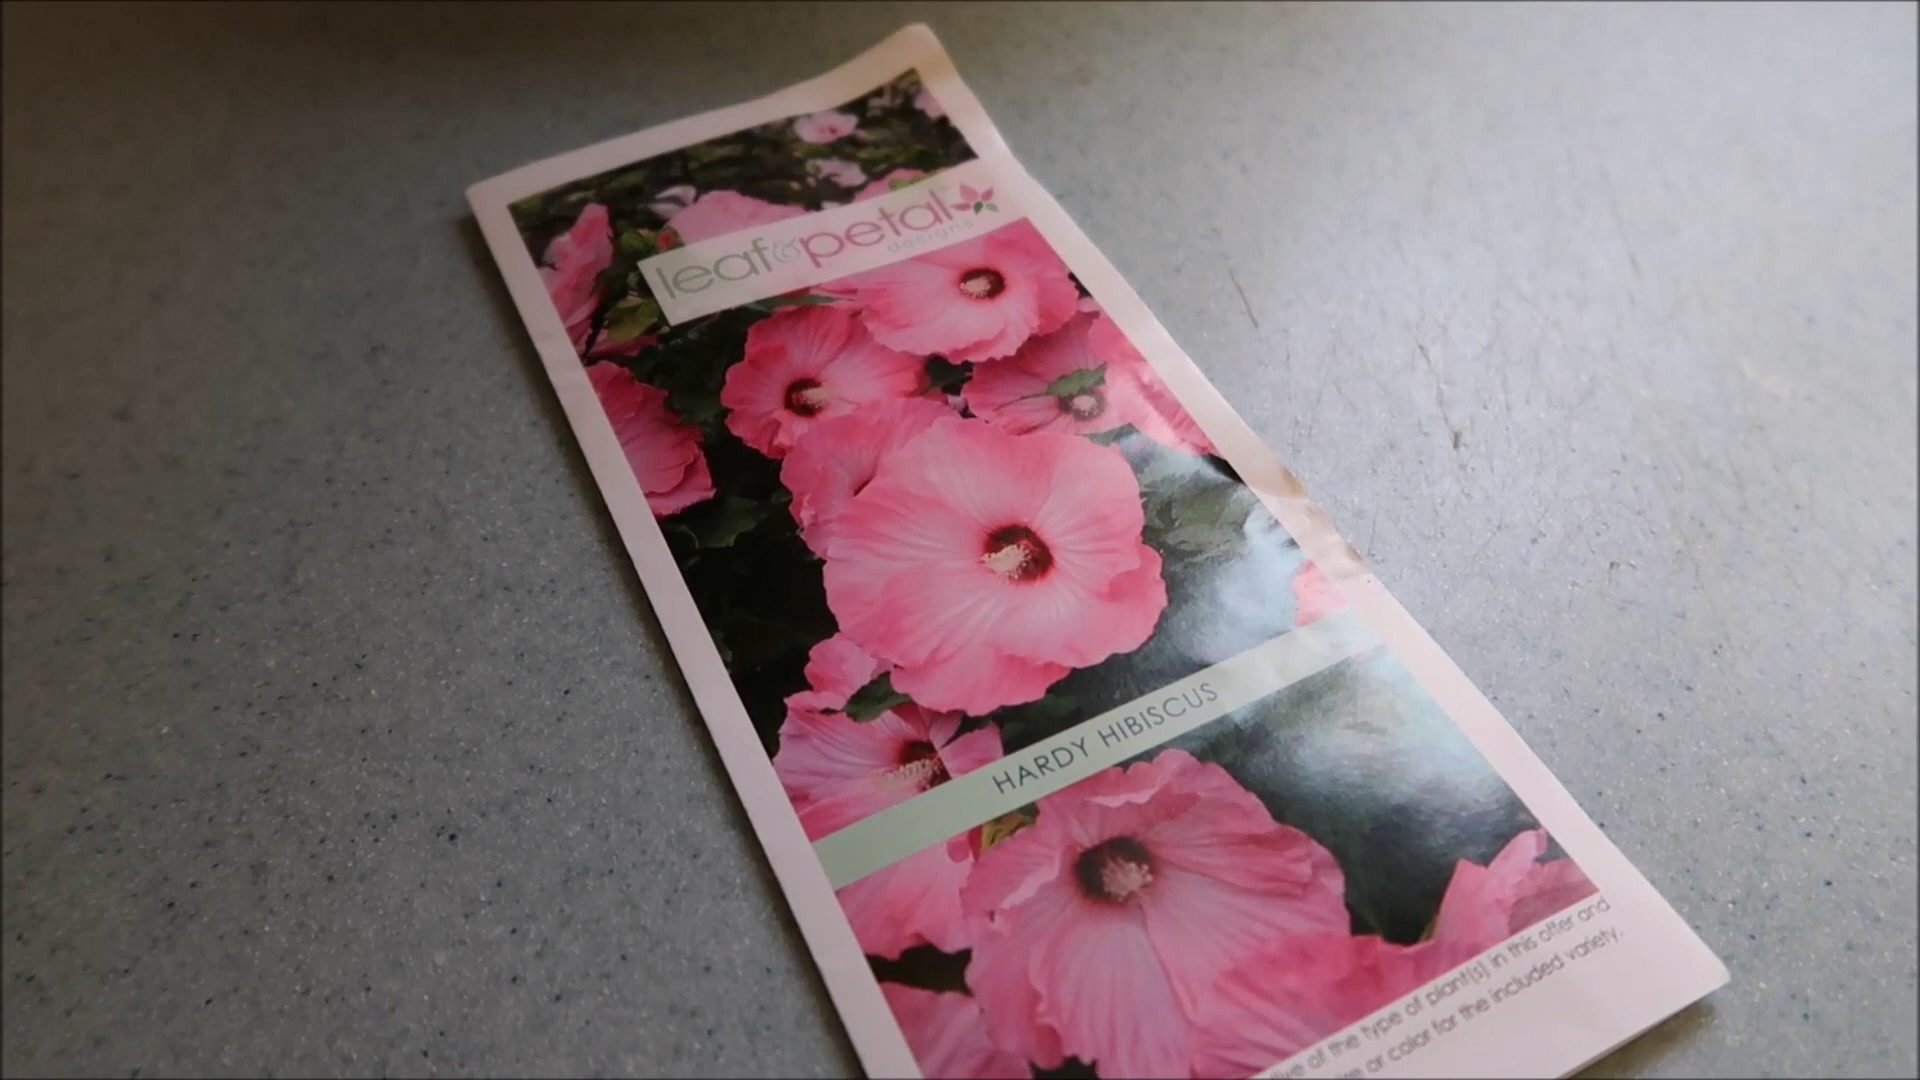 leaf & petal
designs
HARDY HIBISCUS
of the type of plant(s) in this offer and
or color for the included variety.